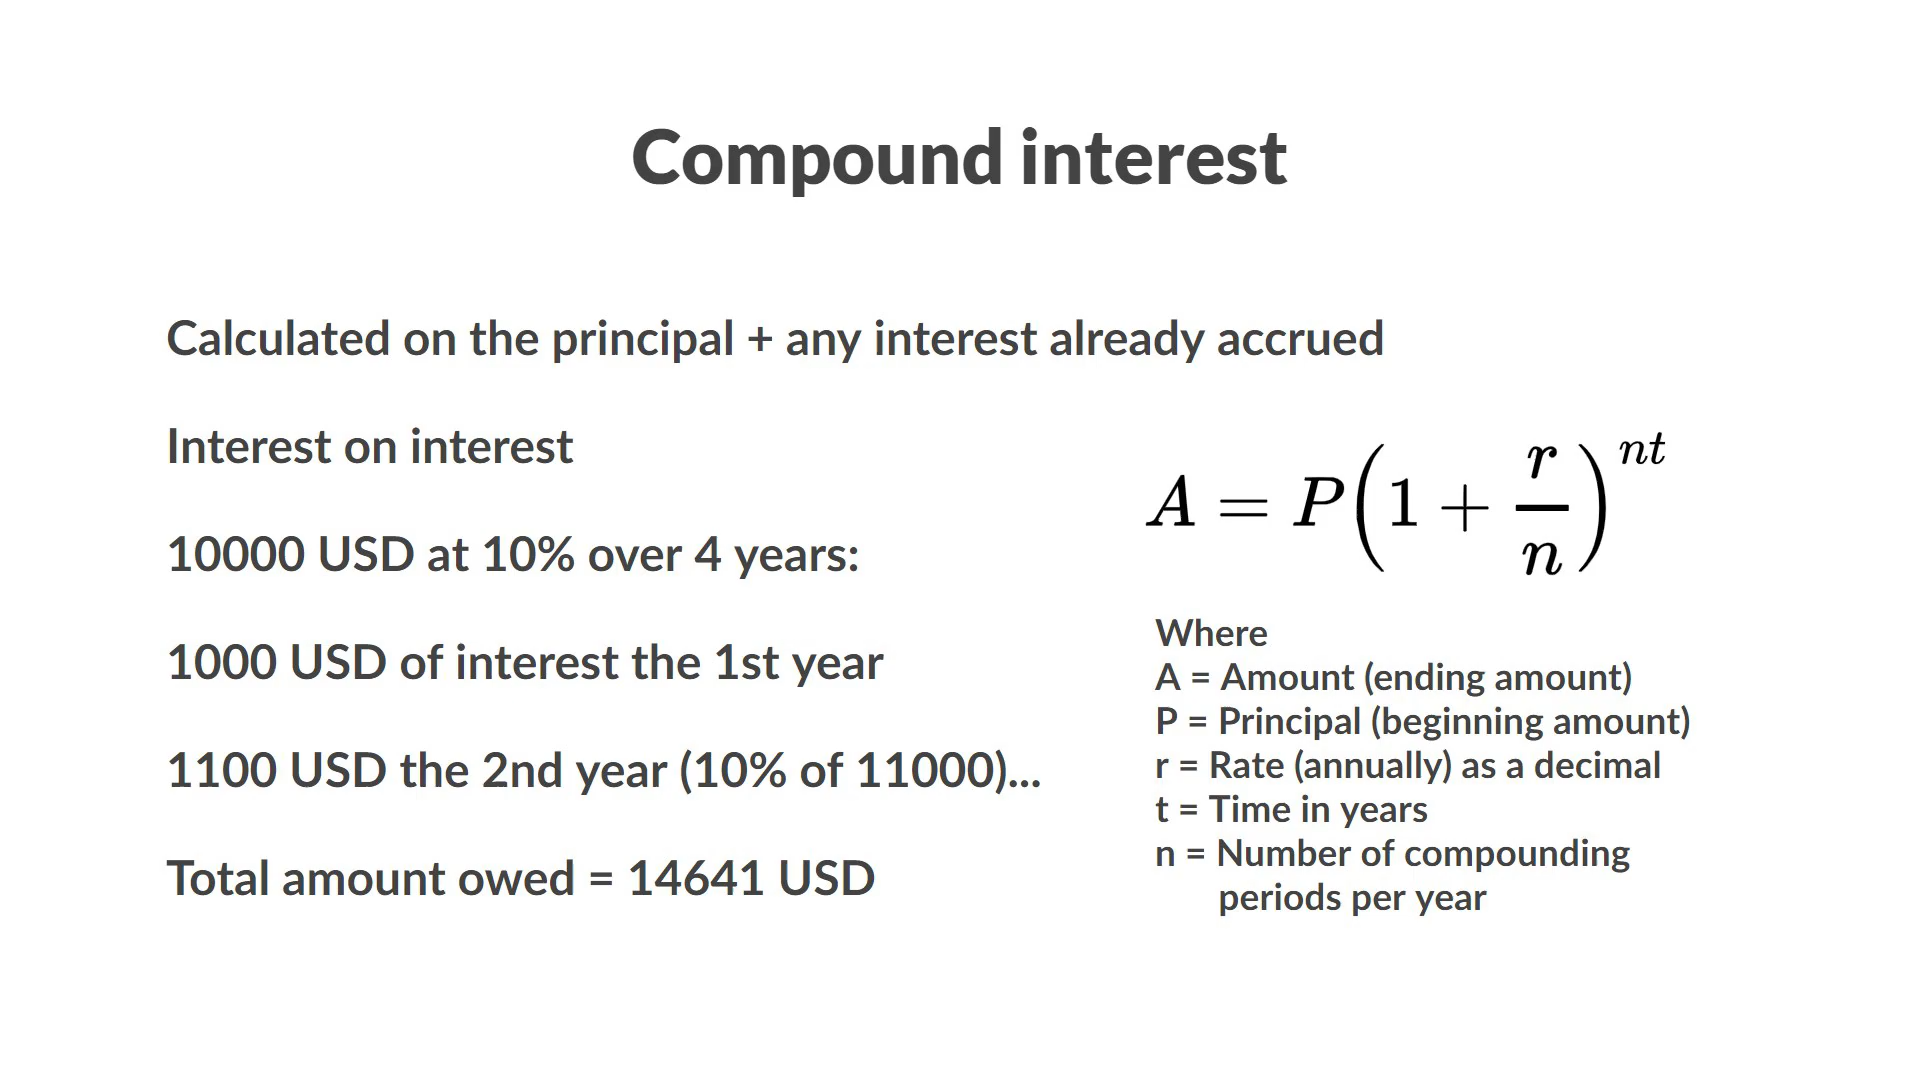 Compound interest
Calculated on the principal + any interest already accrued
Interest on interest
10000 USD at 10% over 4 years:
1000 USD of interest the 1st year
1100 USD the 2nd year (10% of 11000)...
Total amount owed = 14641 USD
A = P(1 + r/n)^nt
Where
A = Amount (ending amount)
P = Principal (beginning amount)
r = Rate (annually) as a decimal
t = Time in years
n = Number of compounding
periods per year